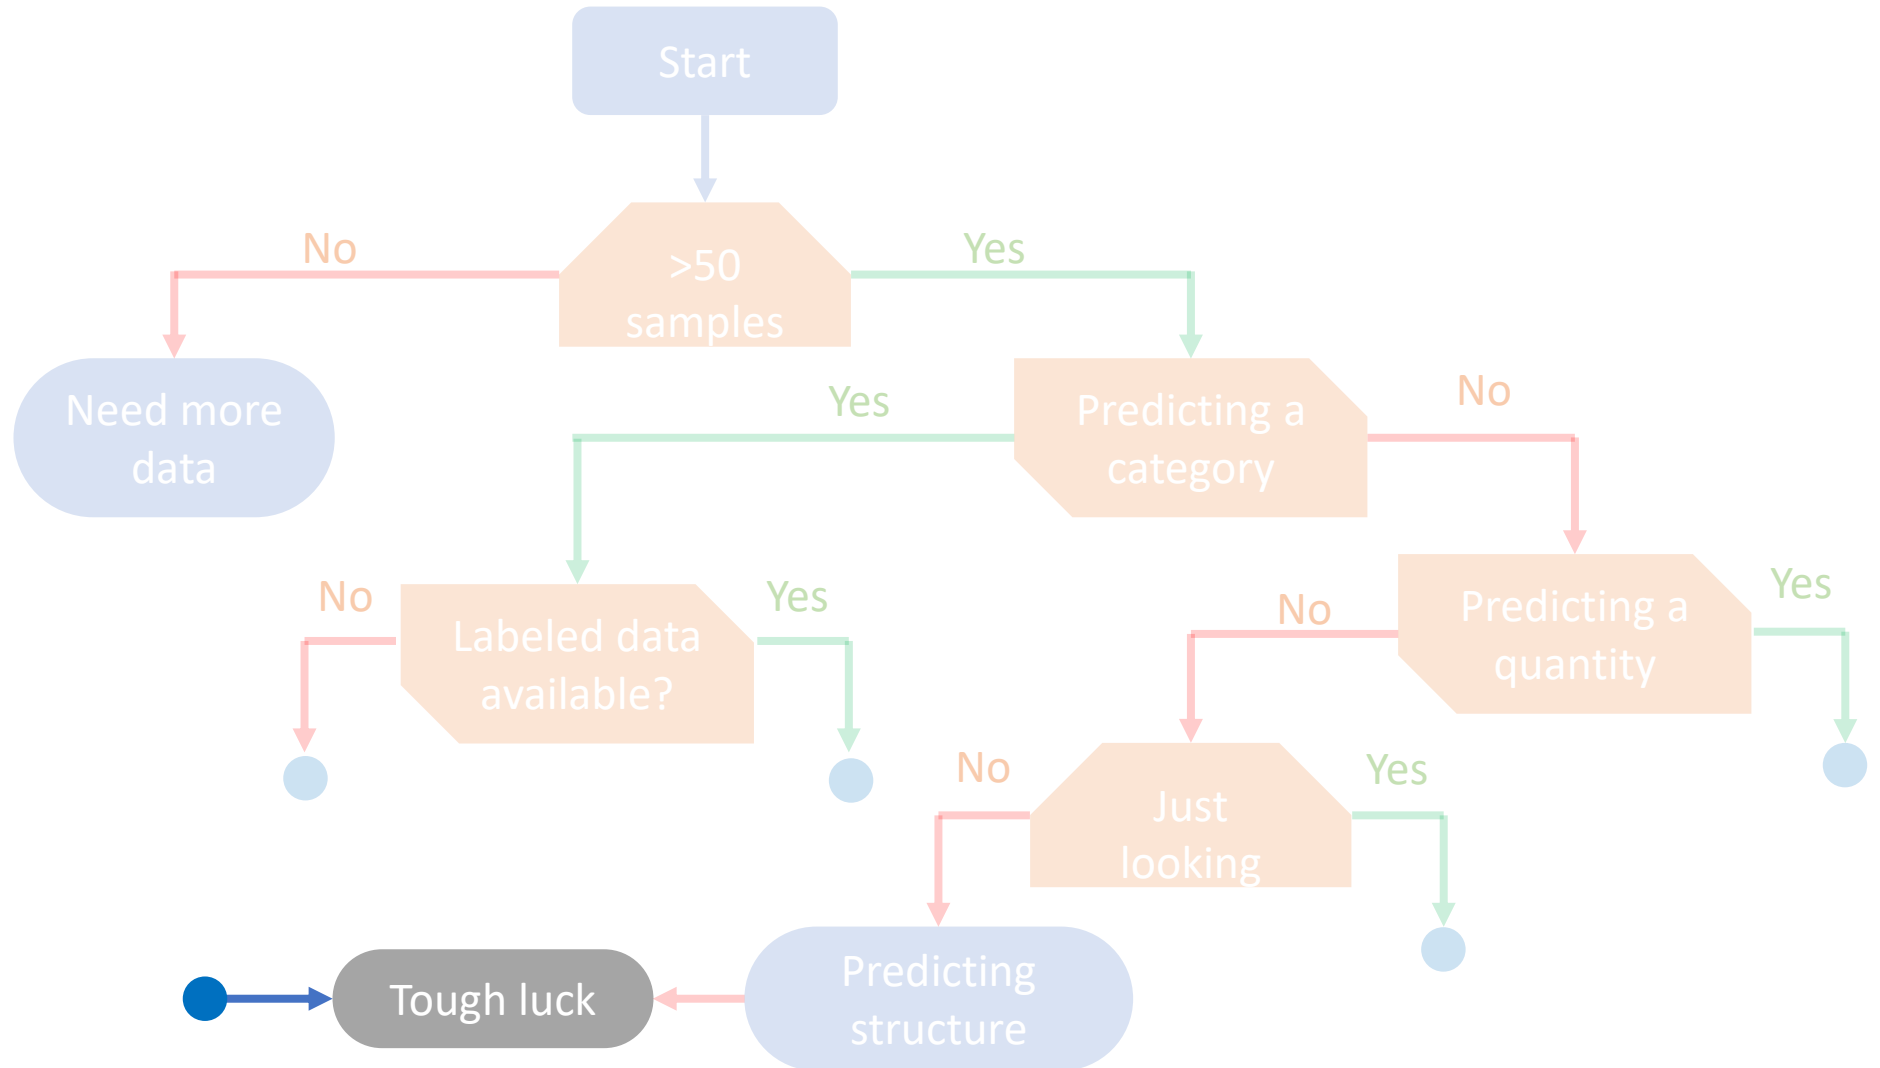 Start
No
Yes
>50
samples
Need more
data
Yes
Predicting a
category
No
No
Labeled data
available?
Yes
No
Predicting a
quantity
Yes
No
Just
looking
Yes
Tough luck
Predicting
structure